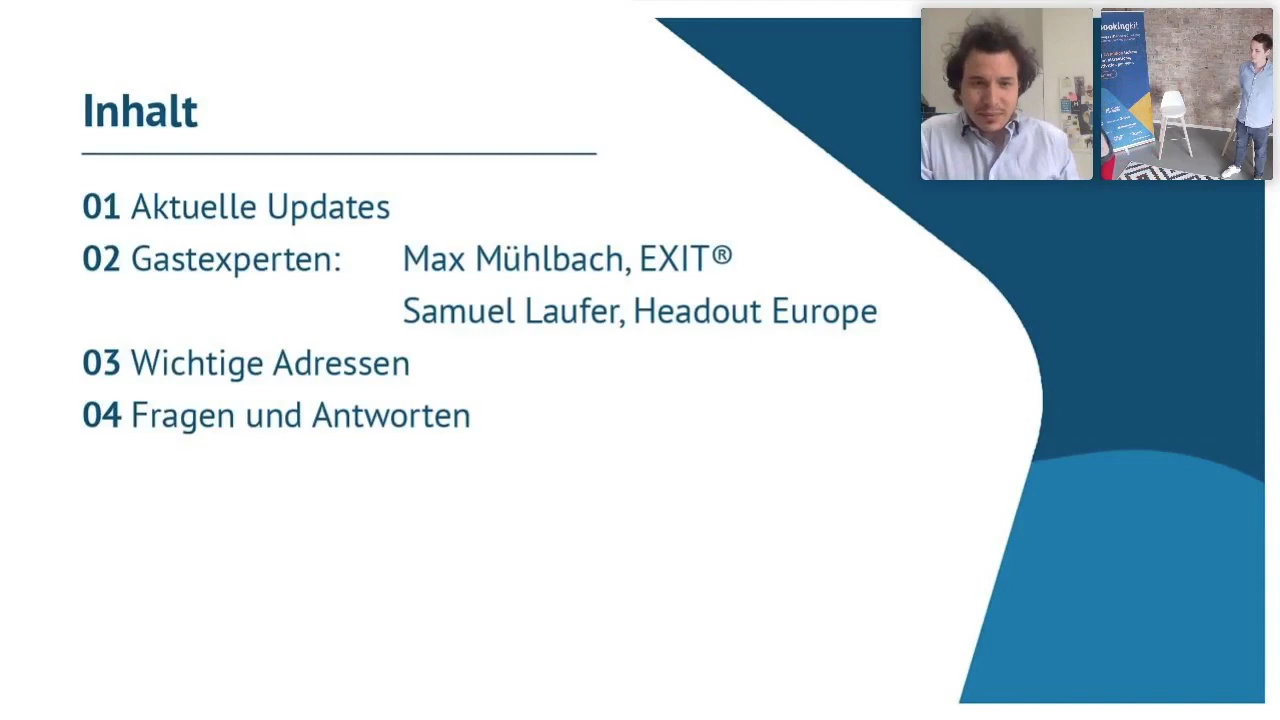 Inhalt
01 Aktuelle Updates
02 Gastexperten: Max Mühlbach, EXIT®
Samuel Laufer, Headout Europe
03 Wichtige Adressen
04 Fragen und Antworten
bookingkit